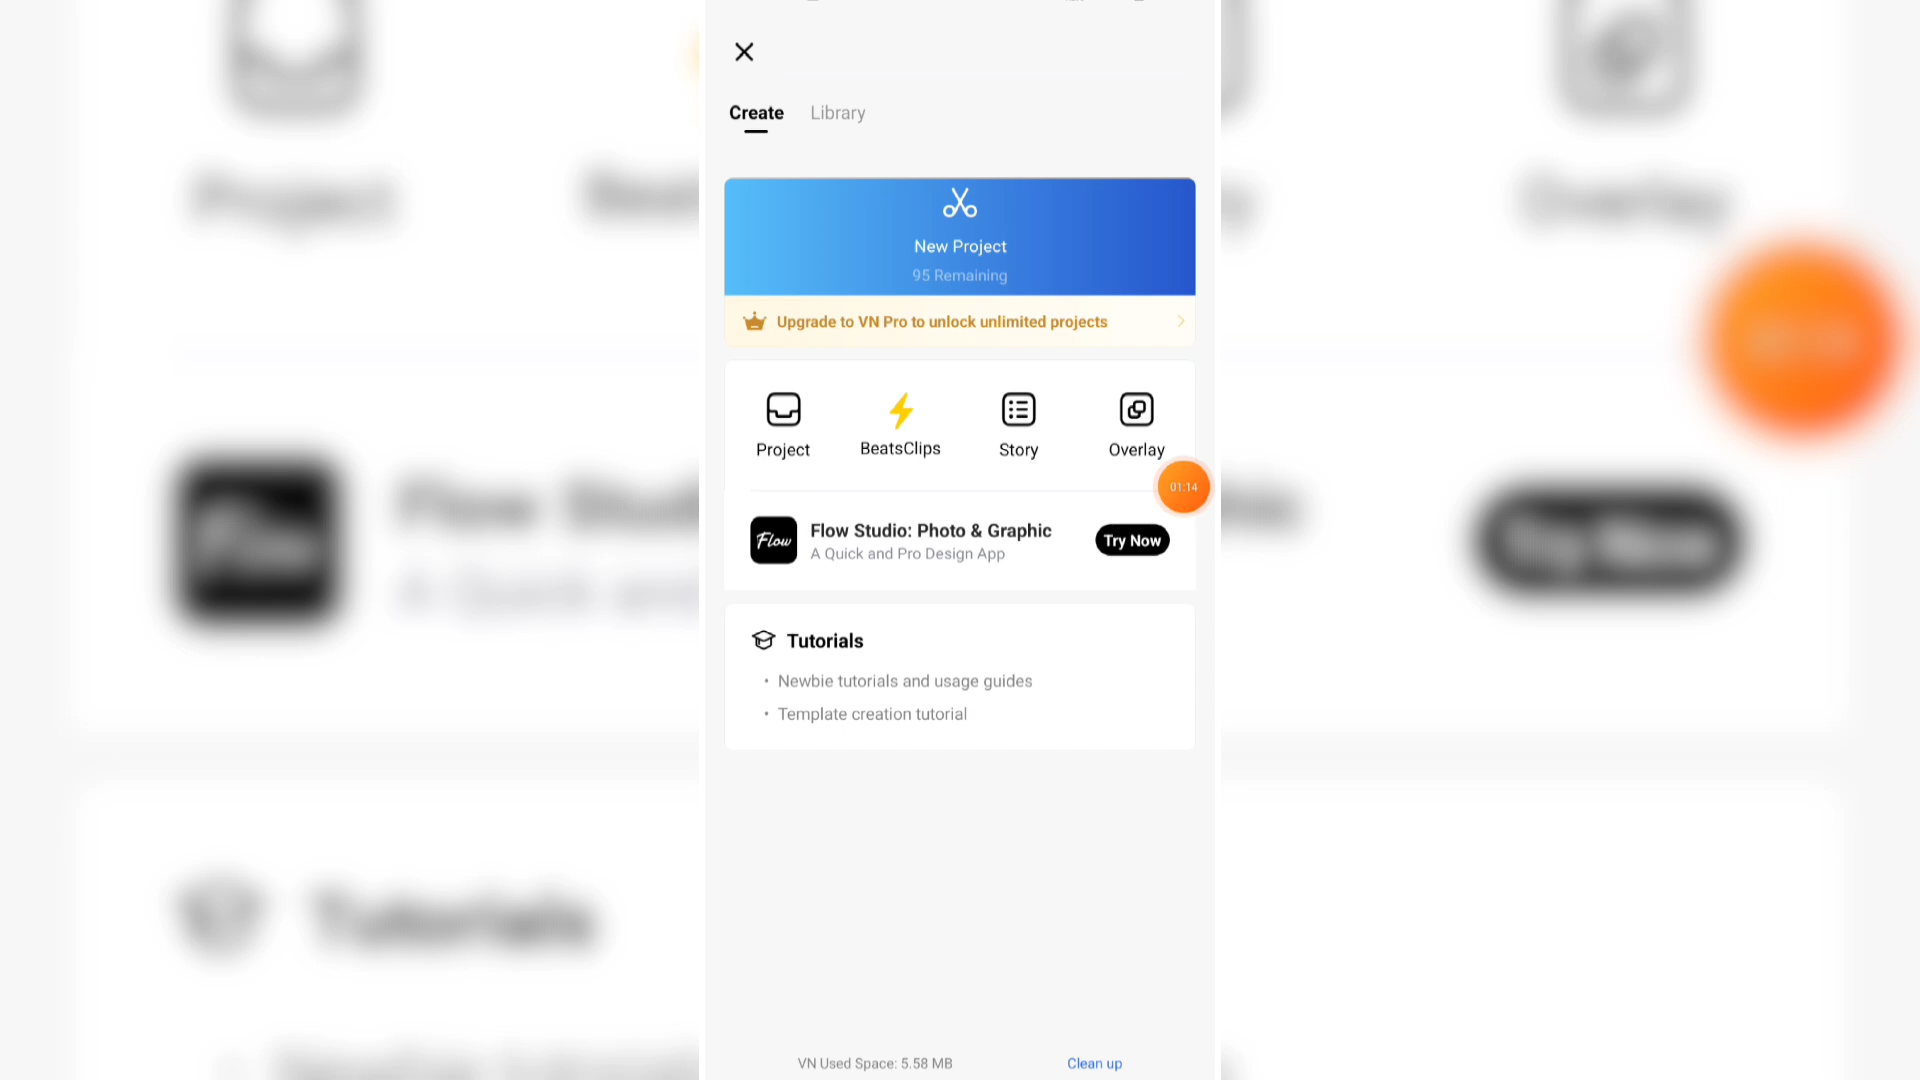 Create Library
New Project
95 Remaining
Upgrade to VN Pro to unlock unlimited projects
Project BeatsClips Story Overlay
01:14
Flow
Flow Studio: Photo & Graphic
A Quick and Pro Design App
Try Now
Tutorials
• Newbie tutorials and usage guides
• Template creation tutorial
VN Used Space: 5.58 MB Clean up